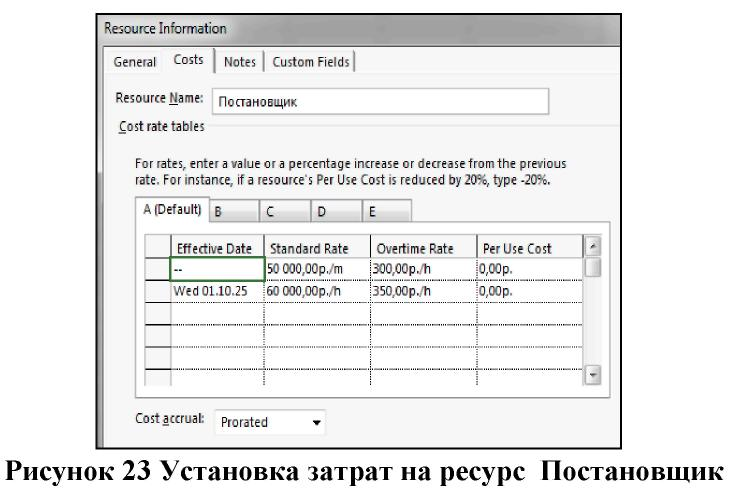 Resource Information
General Costs Notes Custom Fields
Resource Name: Постановщик
Cost rate tables
For rates, enter a value or a percentage increase or decrease from the previous
rate. For instance, if a resource's Per Use Cost is reduced by 20%, type -20%.
A (Default) B C D E
Effective Date Standard Rate Overtime Rate Per Use Cost
-- 50 000,00р./m 300,00р./h 0,00р.
Wed 01.10.25 60 000,00р./h 350,00р./h 0,00р.
Cost accrual: Prorated
Рисунок 23 Установка затрат на ресурс Постановщик